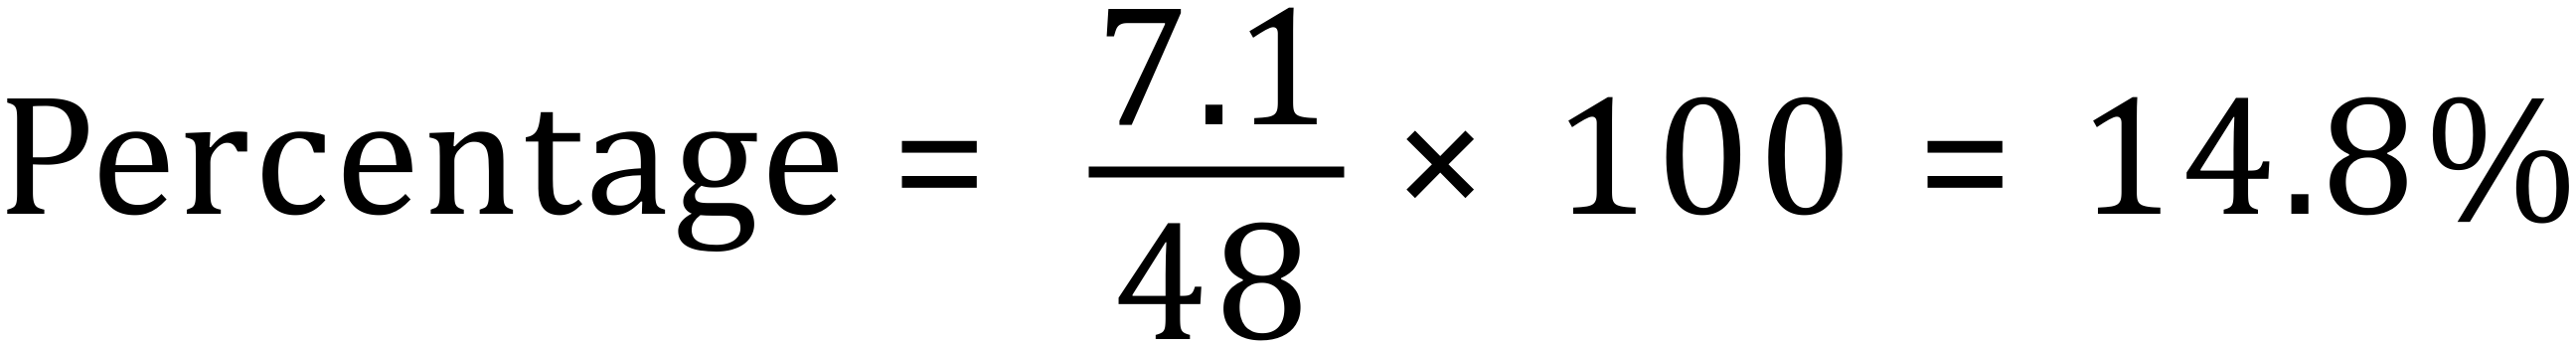 Percentage = 7.1/48 × 100 = 14.8%